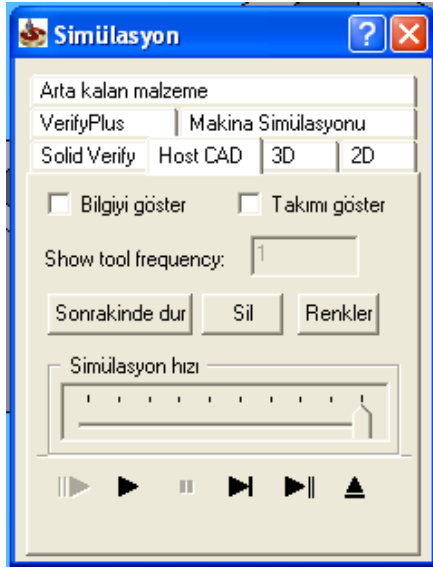 Simülasyon
Arta kalan malzeme
VerifyPlus Makina Simülasyonu
Solid Verify Host CAD 3D 2D
Bilgiyi göster Takımı göster
Show tool frequency: 1
Sonrakinde dur Sil Renkler
Simülasyon hızı